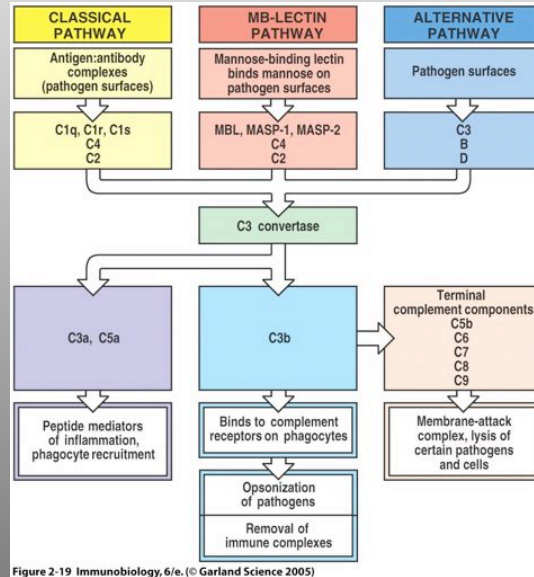 CLASSICAL
PATHWAY
MB-LECTIN
PATHWAY
ALTERNATIVE
PATHWAY
Antigen:antibody
complexes
(pathogen surfaces)
Mannose-binding lectin
binds mannose on
pathogen surfaces
Pathogen surfaces
C1q, C1r, C1s
C4
C2
MBL, MASP-1, MASP-2
C4
C2
C3
B
D
C3 convertase
C3a, C5a
C3b
Terminal
complement components
C5b
C6
C7
C8
C9
Peptide mediators
of inflammation,
phagocyte recruitment
Binds to complement
receptors on phagocytes
Opsonization
of pathogens
Removal of
immune complexes
Membrane-attack
complex, lysis of
certain pathogens
and cells
Figure 2-19 Immunobiology, 6/e. (© Garland Science 2005)